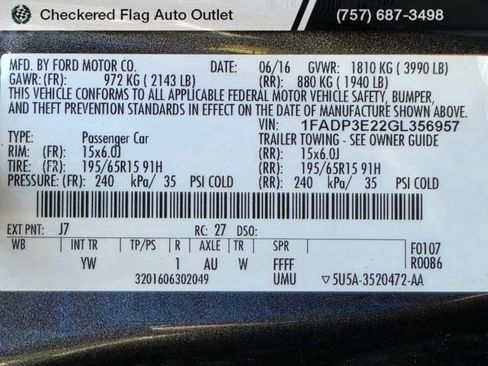 Checkered Flag Auto Outlet (757) 687-3498
MFD. BY FORD MOTOR CO. DATE: 06/16 GVWR: 1810 KG ( 3990 LB)
GAWR:(FR): 972 KG ( 2143 LB) (RR): 880 KG ( 1940 LB)
THIS VEHICLE CONFORMS TO ALL APPLICABLE FEDERAL MOTOR VEHICLE SAFETY, BUMPER,
AND THEFT PREVENTION STANDARDS IN EFFECT ON THE DATE OF MANUFACTURE SHOWN ABOVE.
VIN: 1FADP3E22GL356957
TYPE: Passenger Car TRAILER TOWING - SEE OWNER GUIDE
RIM: (FR): 15x6.0J (RR): 15x6.0J
TIRE: (FR): 195/65R15 91H (RR): 195/65R15 91H
PRESSURE: (FR): 240 kPa/ 35 PSI COLD (RR): 240 kPa/ 35 PSI COLD
EXT PNT: J7 RC: 27 DSO:
WB INT TR TP/PS R AXLE TR SPR F0107
YW 1 AU W FFFF R0086
3201606302049 UMU ▽5U5A-3520472-AA